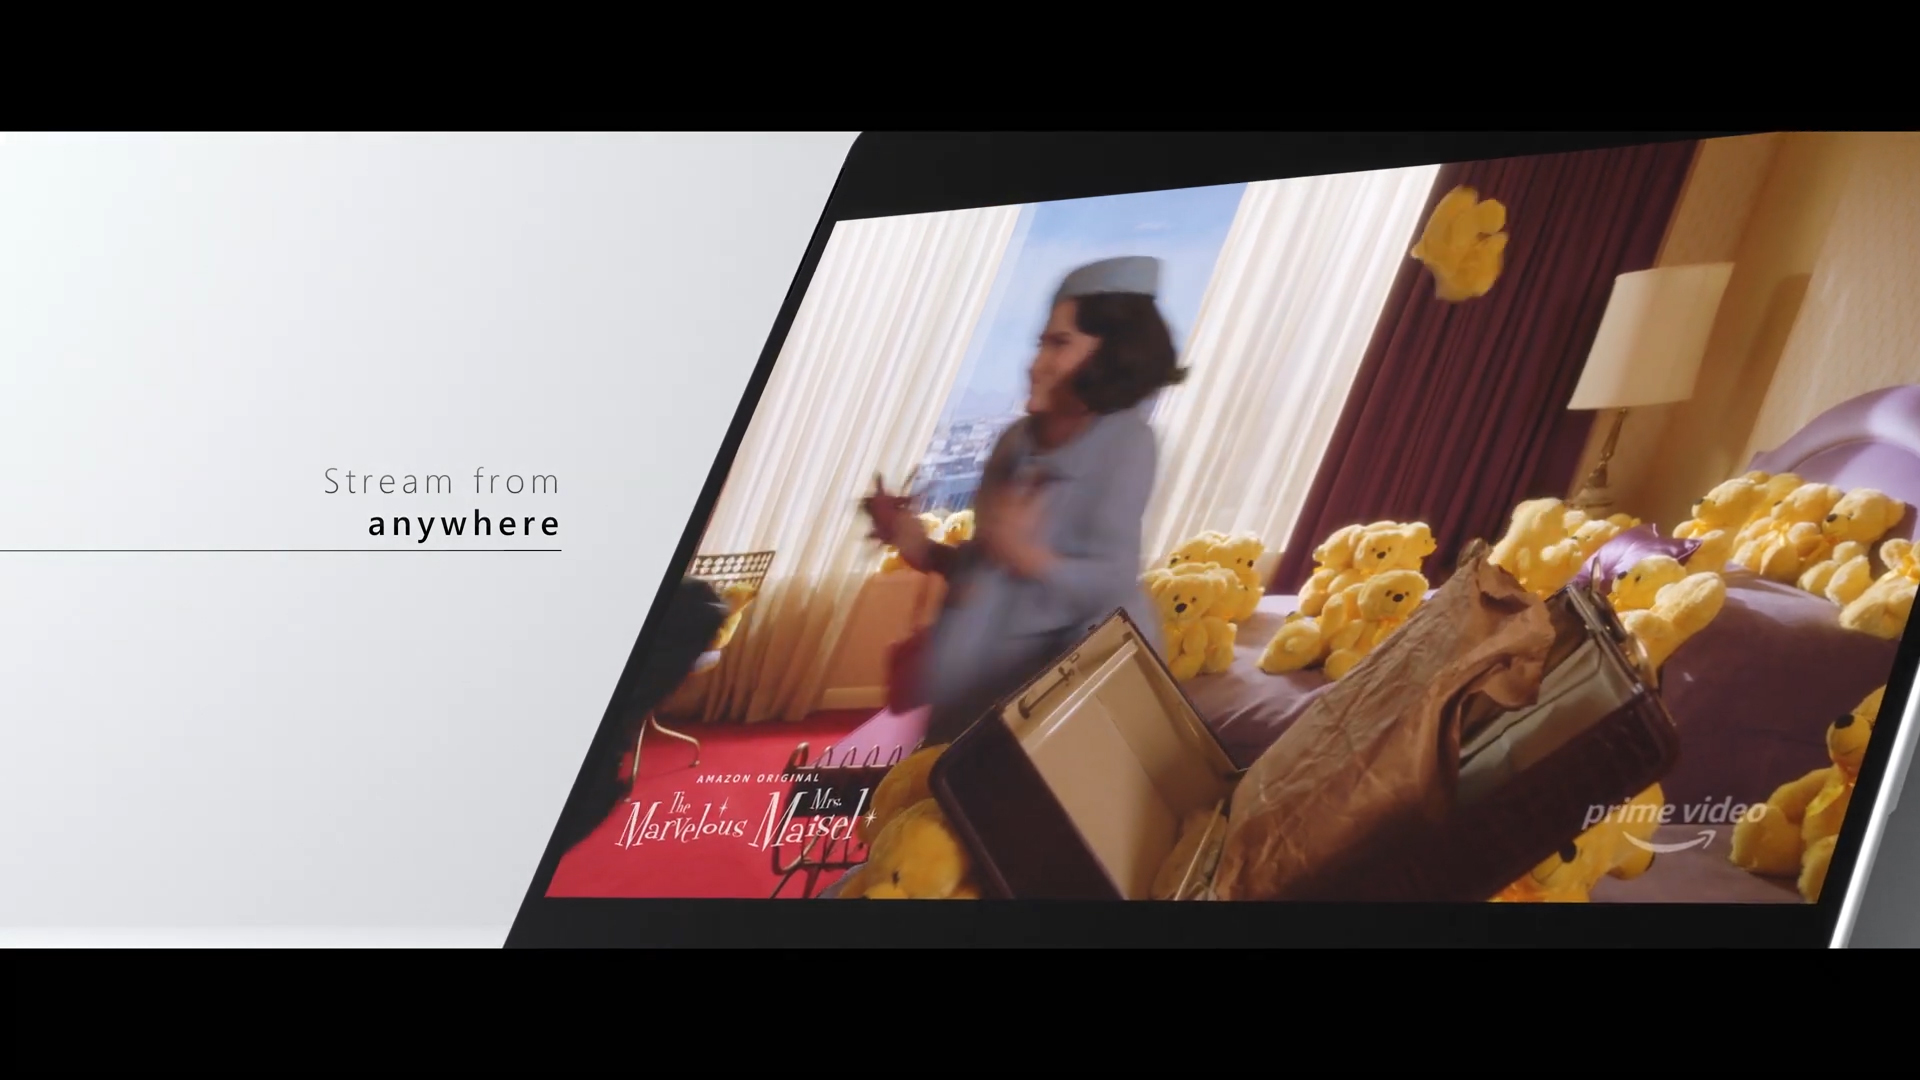 Stream from
anywhere
AMAZON ORIGINAL
The Marvelous Mrs. Maisel
prime video